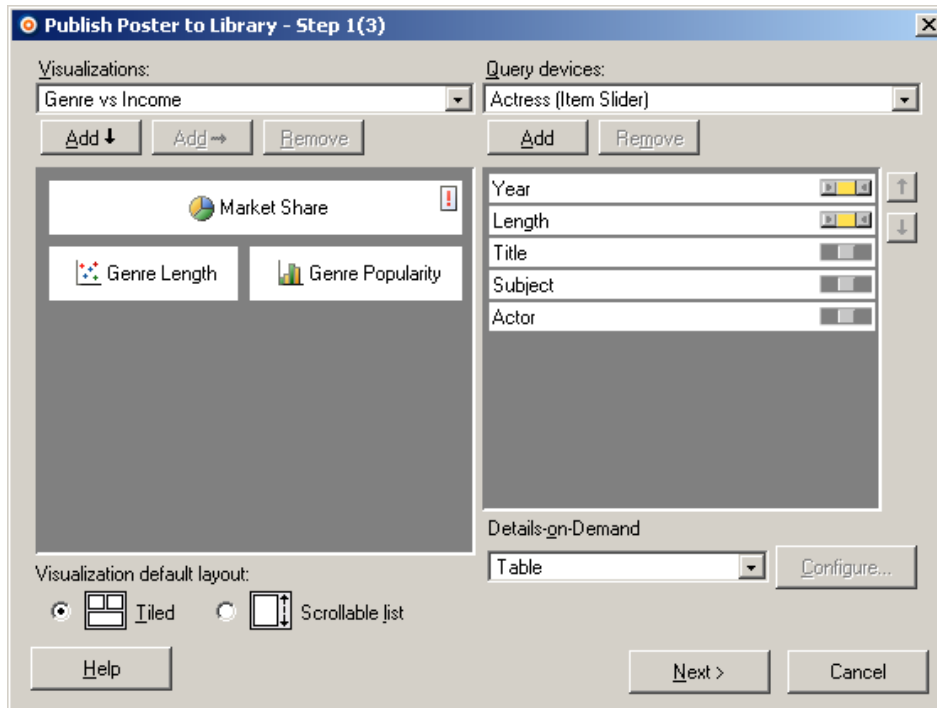 Publish Poster to Library - Step 1(3)
Visualizations:
Genre vs Income
Add
Add
Remove
Market Share
Genre Length
Genre Popularity
Visualization default layout:
Tiled
Scrollable list
Query devices:
Actress (Item Slider)
Add
Remove
Year
Length
Title
Subject
Actor
Details-on-Demand
Table
Configure...
Help
Next >
Cancel